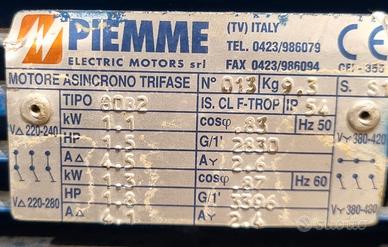 PIEMME
ELECTRIC MOTORS srl
(TV) ITALY
TEL. 0423/986079
FAX 0423/986094
CE
MOTORE ASINCRONO TRIFASE N° 013 Kg 9.3 S. S1
TIPO 80B2 IS. CL F-TROP IP 54
V△ 220-240 kW 1.1 cosφ .83 Hz 50 VY 380-420
HP 1.5 G/1' 2830
A△ 4.5 AY 2.6
kW 1.3 cosφ .87 Hz 60
V△ 220-280 HP 1.8 G/1' 3396 VY 380-480
A△ 4.1 AY 2.4
subito